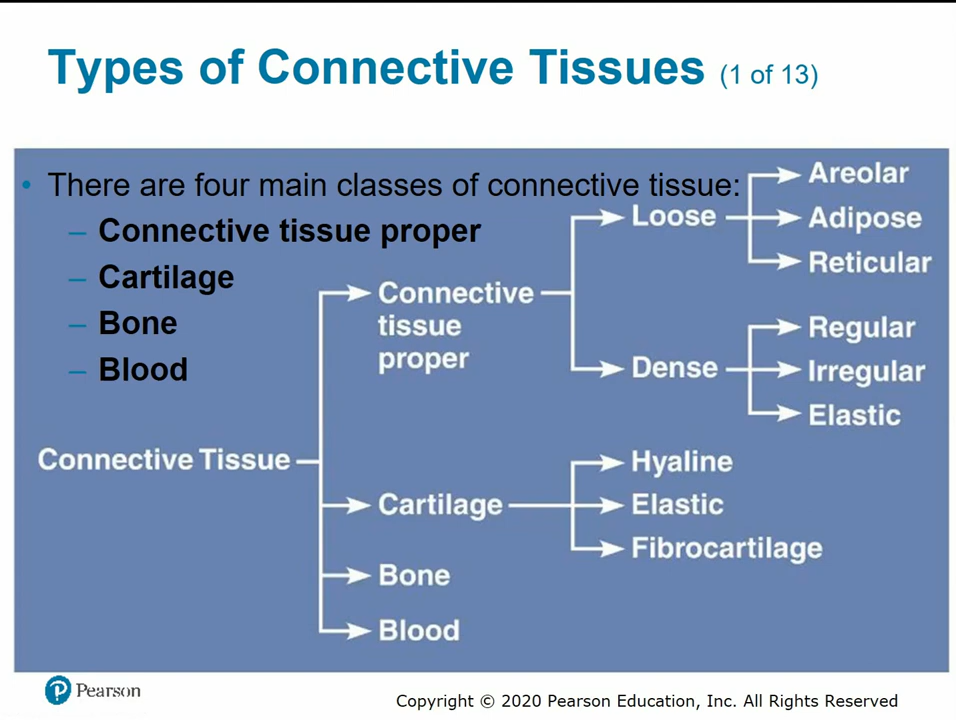 Types of Connective Tissues (1 of 13)
• There are four main classes of connective tissue:
– Connective tissue proper
– Cartilage
– Bone
– Blood
Connective Tissue
Connective
tissue
proper
Loose
Areolar
Adipose
Reticular
Dense
Regular
Irregular
Elastic
Cartilage
Hyaline
Elastic
Fibrocartilage
Bone
Blood
Pearson
Copyright © 2020 Pearson Education, Inc. All Rights Reserved